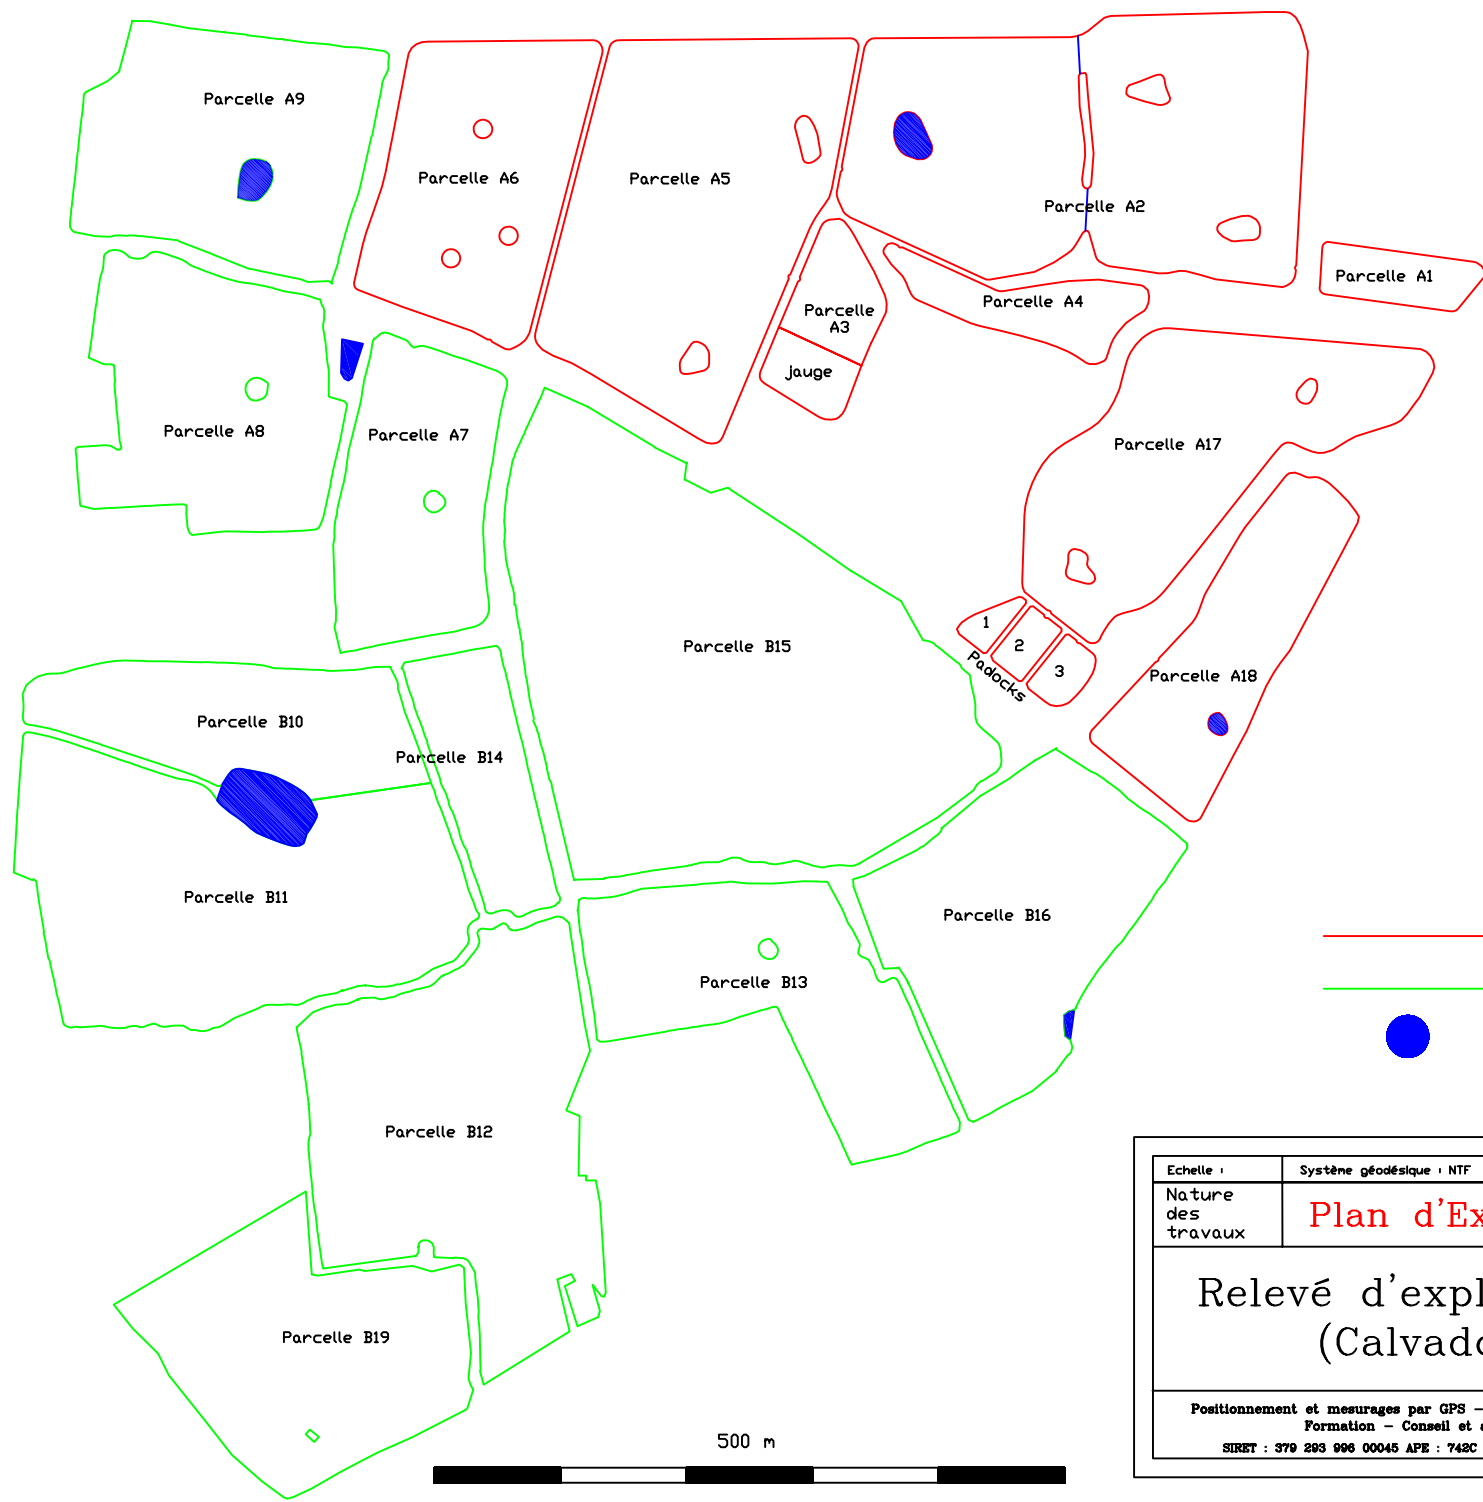 Parcelle A9
Parcelle A6
Parcelle A5
Parcelle A2
Parcelle A1
Parcelle A4
Parcelle
A3
jauge
Parcelle A8
Parcelle A7
Parcelle A17
1
2
3
Padocks
Parcelle B15
Parcelle A18
Parcelle B10
Parcelle B14
Parcelle B11
Parcelle B16
Parcelle B13
Parcelle B12
Parcelle B19
500 m
Echelle :
Système géodésique : NTF
Nature
des
travaux
Plan d'Ex
Relevé d'expl
(Calvado
Positionnement et mesurages par GPS –
Formation – Conseil et a
SIRET : 379 293 996 00045 APE : 742C